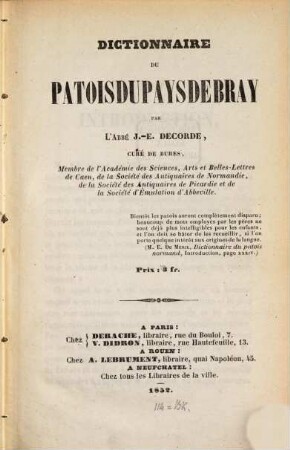 DICTIONNAIRE
DU
PATOIS DU PAYS DE BRAY
PAR
L'ABBÉ J.-E. DECORDE,
CURÉ DE BURES,
Membre de l'Académie des Sciences, Arts et Belles-Lettres
de Caen, de la Société des Antiquaires de Normandie,
de la Société des Antiquaires de Picardie et de
la Société d'Émulation d'Abbeville.
Bientôt les patois auront complètement disparu;
beaucoup de mots employés par les pères ne
sont déjà plus intelligibles pour les enfants,
et l'on doit se hâter de les recueillir, si l'on
porte quelque intérêt aux origines de la langue.
(M. E. DU MÉRIL, Dictionnaire du patois
normand, Introduction, page
Prix : 3 fr.
A PARIS :
Chez DERACHE, libraire, rue du Bouloi, 7.
V. DIDRON, libraire, rue Hautefeuille, 13.
A ROUEN :
Chez A. LEBRUMENT, libraire, quai Napoléon, 45.
A NEUFCHATEL :
Chez tous les Libraires de la ville.
1852.